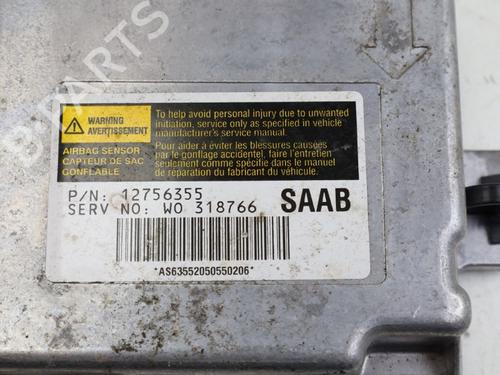 WARNING
AVERTISSEMENT
AIRBAG SENSOR
CAPTEUR DE SAC
GONFLABLE
To help avoid personal injury due to unwanted
initiation, service only as specified in vehicle
manufacturer's service manual.
Pour aider à éviter les blessures causées
par le gonflage accidentel, faire l'entretien
seulement comme spécifié dans le manuel
de réparation du fabricant du véhicule.
P/N: 12756355
SERV NO: WO 318766
SAAB
*AS63552050550206*
B-Parts